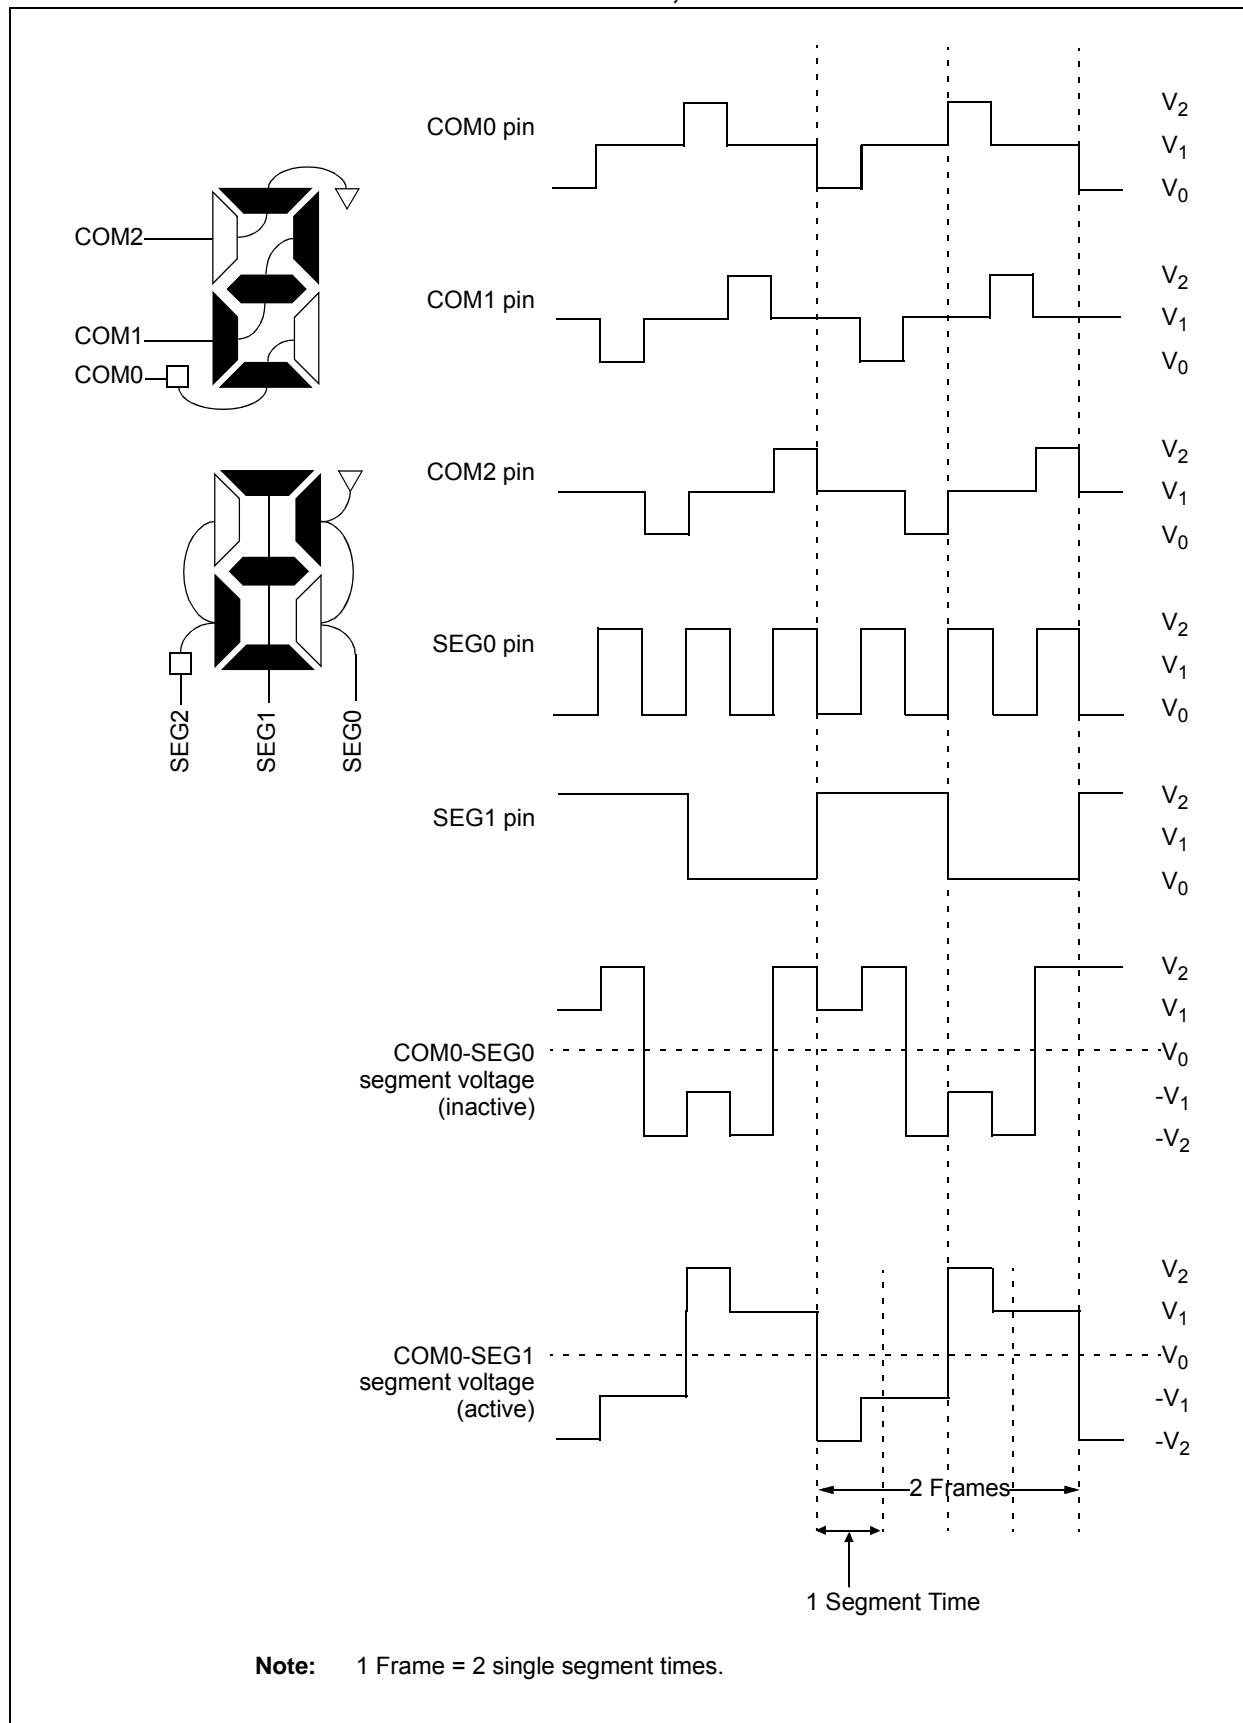 COM0 pin
V2
V1
V0
COM2
COM1
COM0
COM1 pin
V2
V1
V0
COM2 pin
V2
V1
V0
SEG2
SEG1
SEG0
SEG0 pin
V2
V1
V0
SEG1 pin
V2
V1
V0
COM0-SEG0
segment voltage
(inactive)
V2
V1
V0
-V1
-V2
COM0-SEG1
segment voltage
(active)
V2
V1
V0
-V1
-V2
2 Frames
1 Segment Time
Note: 1 Frame = 2 single segment times.